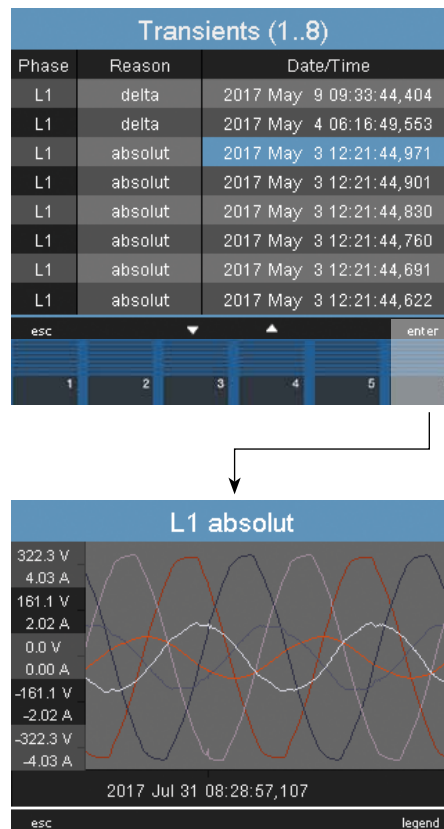 Transients (1..8)
Phase Reason Date/Time
L1 delta 2017 May 9 09:33:44,404
L1 delta 2017 May 4 06:16:49,553
L1 absolut 2017 May 3 12:21:44,971
L1 absolut 2017 May 3 12:21:44,901
L1 absolut 2017 May 3 12:21:44,830
L1 absolut 2017 May 3 12:21:44,760
L1 absolut 2017 May 3 12:21:44,691
L1 absolut 2017 May 3 12:21:44,622
esc enter
1 2 3 4 5
L1 absolut
322.3 V
4.03 A
161.1 V
2.02 A
0.0 V
0.00 A
-161.1 V
-2.02 A
-322.3 V
-4.03 A
2017 Jul 31 08:28:57,107
esc legend